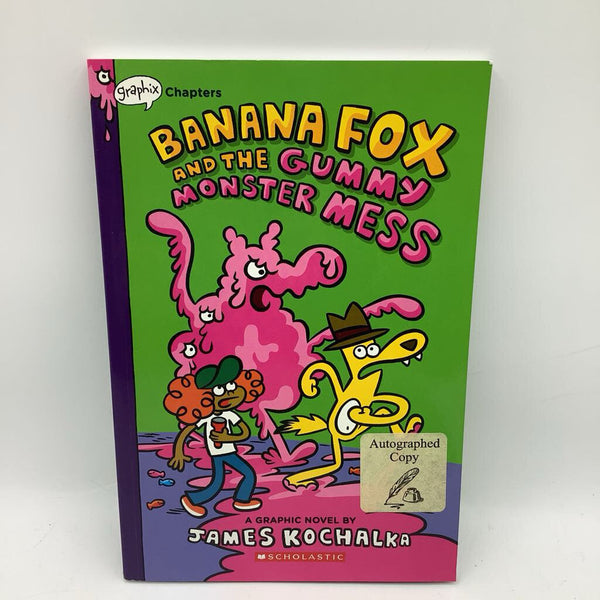 graphix Chapters
BANANA FOX
AND THE GUMMY
MONSTER MESS
Autographed
Copy
A GRAPHIC NOVEL BY
JAMES KOCHALKA
SCHOLASTIC